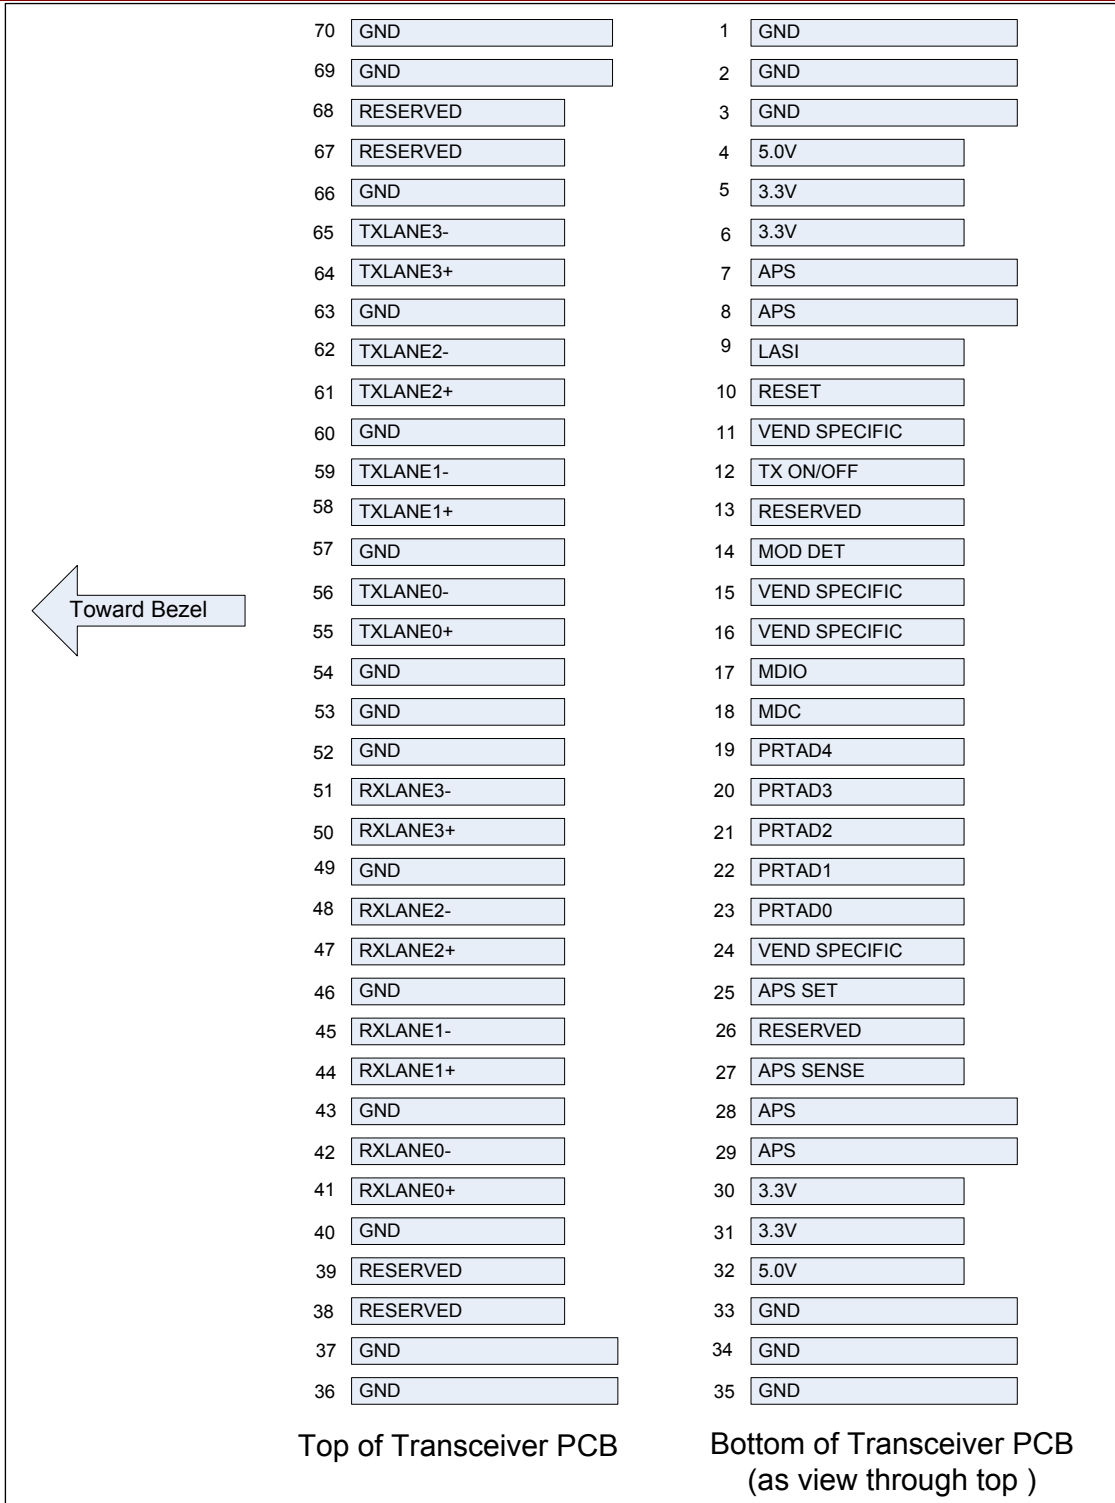 70 GND 1 GND
69 GND 2 GND
68 RESERVED 3 GND
67 RESERVED 4 5.0V
66 GND 5 3.3V
65 TXLANE3- 6 3.3V
64 TXLANE3+ 7 APS
63 GND 8 APS
62 TXLANE2- 9 LASI
61 TXLANE2+ 10 RESET
60 GND 11 VEND SPECIFIC
59 TXLANE1- 12 TX ON/OFF
58 TXLANE1+ 13 RESERVED
57 GND 14 MOD DET
56 TXLANE0- 15 VEND SPECIFIC
Toward Bezel
55 TXLANE0+ 16 VEND SPECIFIC
54 GND 17 MDIO
53 GND 18 MDC
52 GND 19 PRTAD4
51 RXLANE3- 20 PRTAD3
50 RXLANE3+ 21 PRTAD2
49 GND 22 PRTAD1
48 RXLANE2- 23 PRTAD0
47 RXLANE2+ 24 VEND SPECIFIC
46 GND 25 APS SET
45 RXLANE1- 26 RESERVED
44 RXLANE1+ 27 APS SENSE
43 GND 28 APS
42 RXLANE0- 29 APS
41 RXLANE0+ 30 3.3V
40 GND 31 3.3V
39 RESERVED 32 5.0V
38 RESERVED 33 GND
37 GND 34 GND
36 GND 35 GND
Top of Transceiver PCB
Bottom of Transceiver PCB
(as view through top )